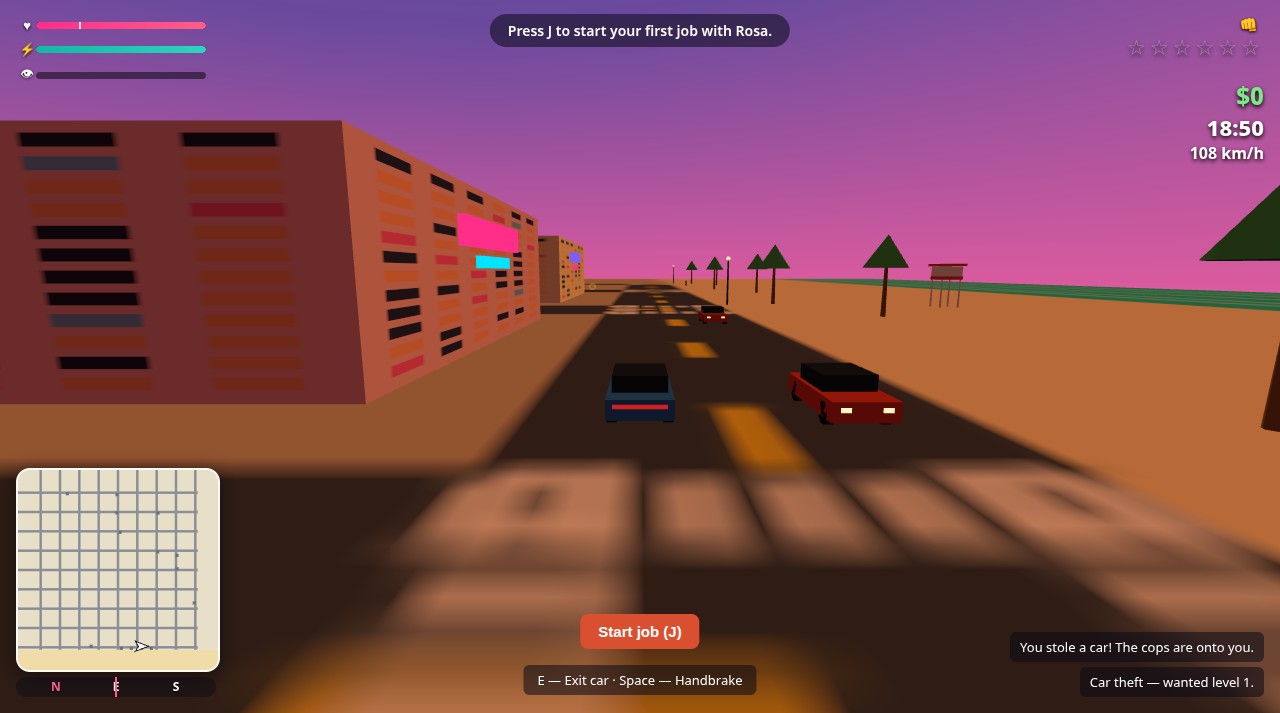 Press J to start your first job with Rosa.
$0
18:50
108 km/h
Start job (J)
E — Exit car · Space — Handbrake
You stole a car! The cops are onto you.
Car theft — wanted level 1.
N E S